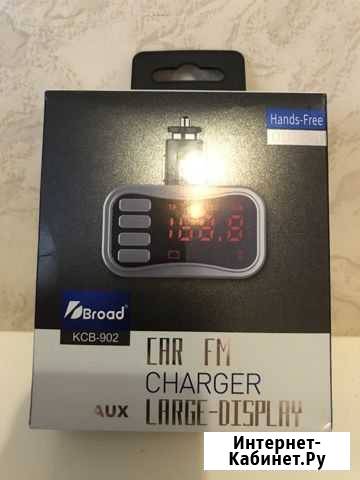 Hands-Free
188.8
Broad
KCB-902
CAR FM
CHARGER
AUX LARGE-DISPLAY
Интернет-
Кабинет.Ру